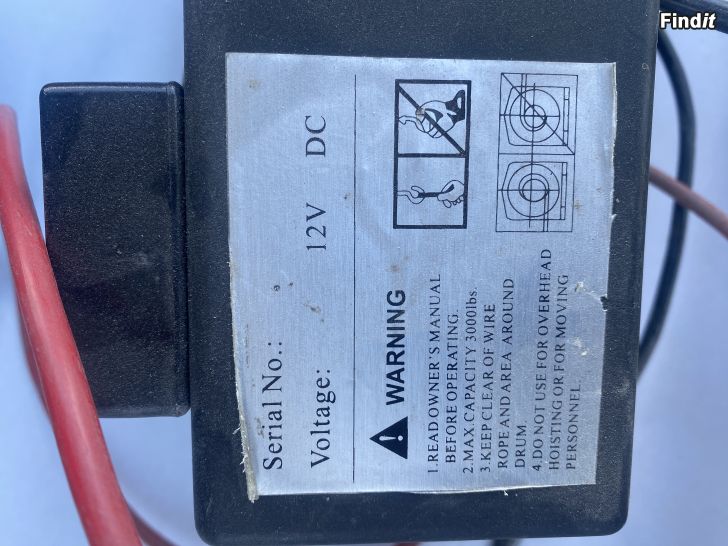 Findit
Serial No.:
Voltage: 12V DC
WARNING
1.READ OWNER'S MANUAL
BEFORE OPERATING.
2.MAX CAPACITY 3000lbs.
3.KEEP CLEAR OF WIRE
ROPE AND AREA AROUND
DRUM.
4.DO NOT USE FOR OVERHEAD
HOISTING OR FOR MOVING
PERSONNEL.